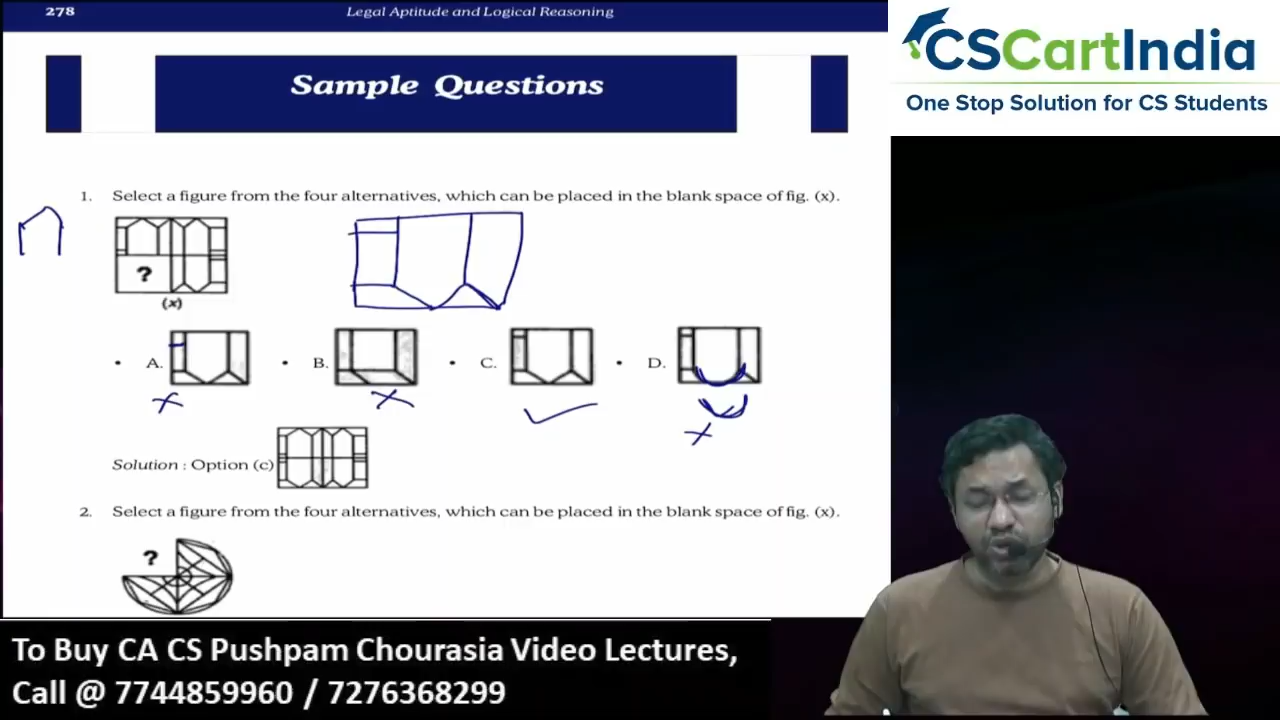 278
Legal Aptitude and Logical Reasoning
CSCartIndia
One Stop Solution for CS Students
Sample Questions
1. Select a figure from the four alternatives, which can be placed in the blank space of fig. (x).
?
(x)
• A. • B. • C. • D.
Solution : Option (c)
2. Select a figure from the four alternatives, which can be placed in the blank space of fig. (x).
?
To Buy CA CS Pushpam Chourasia Video Lectures,
Call @ 7744859960 / 7276368299